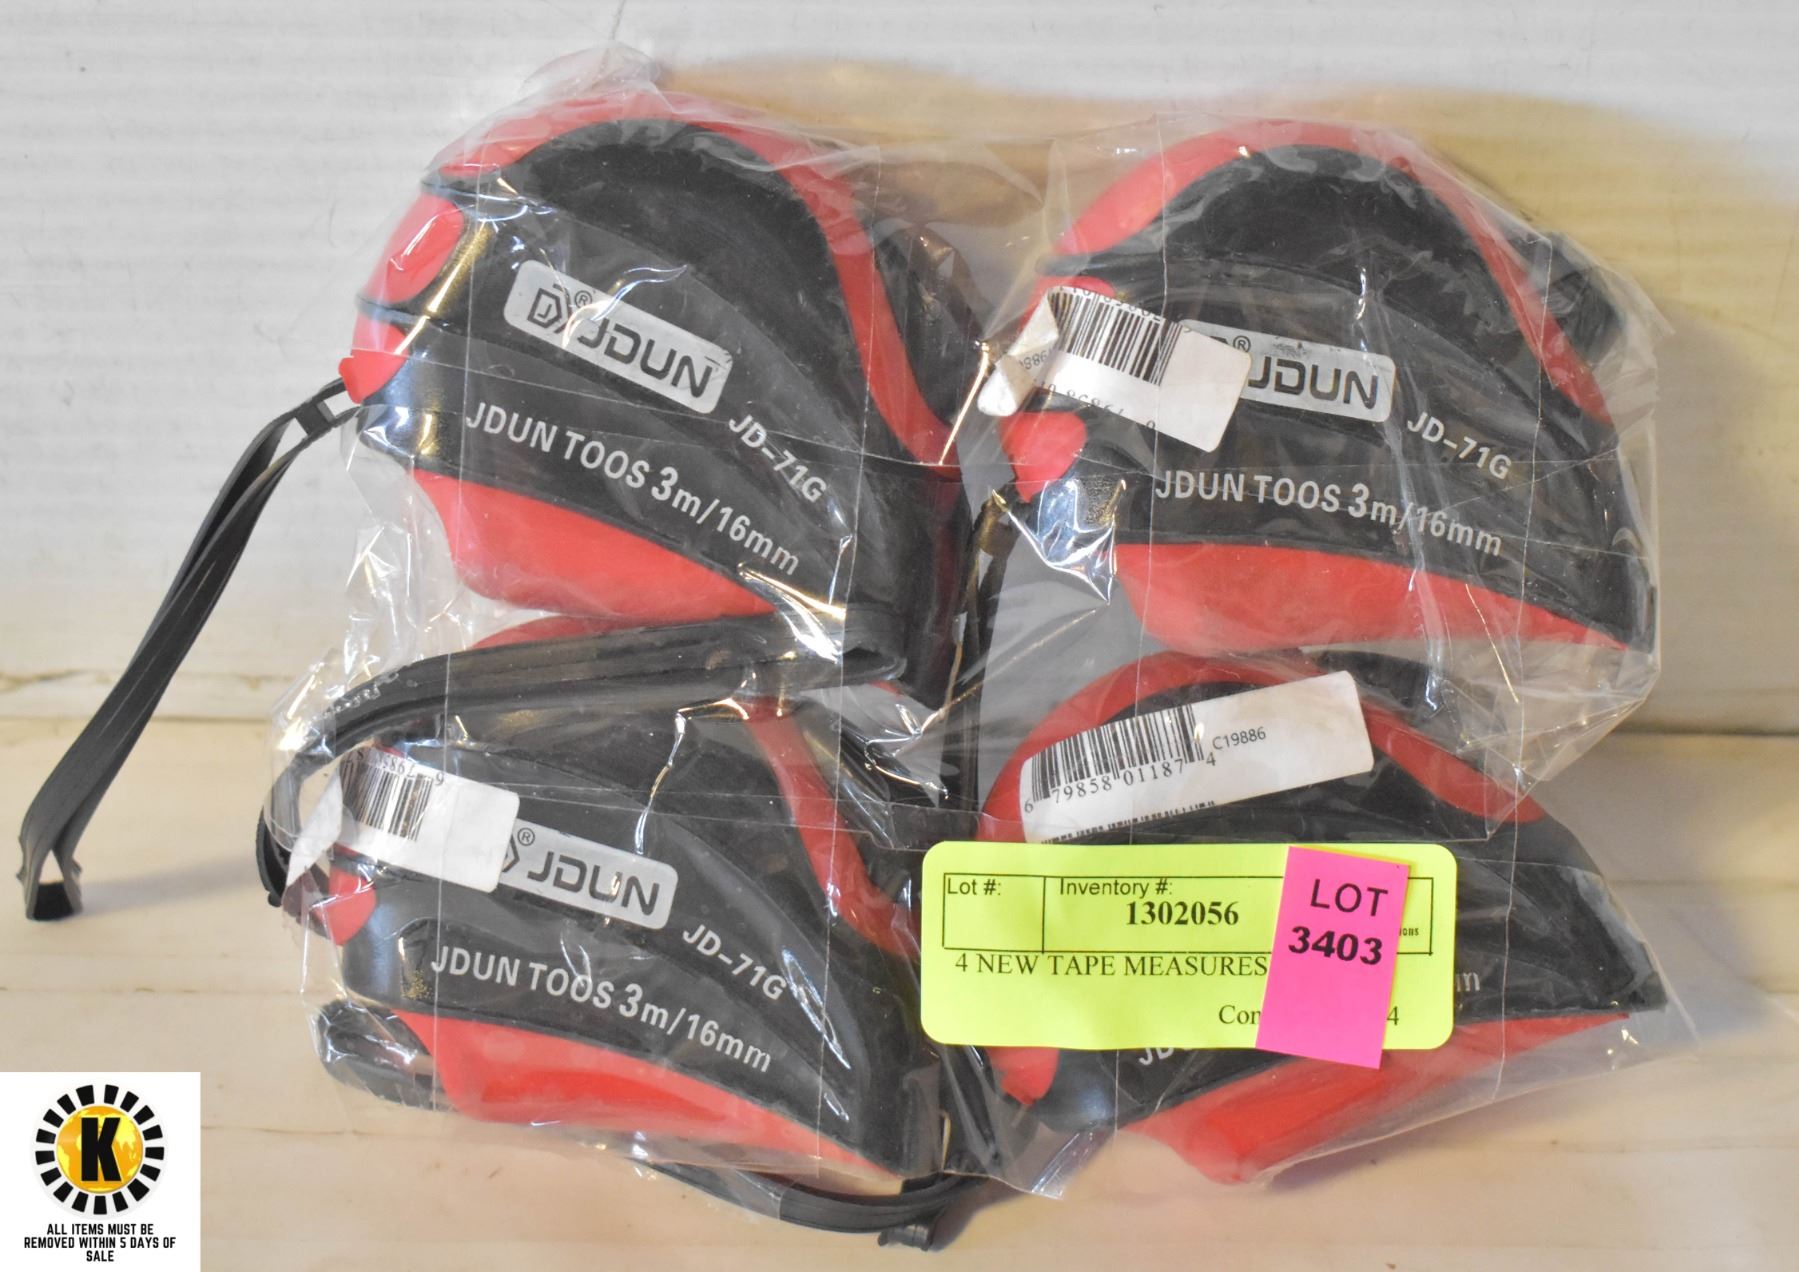 JDUN
JD-71G
JDUN TOOS 3m/16mm
JDUN
JD-71G
JDUN TOOS 3m/16mm
JDUN
JD-71G
JDUN TOOS 3m/16mm
C19886
6 79858 01187 4
Lot #:
Inventory #:
1302056
LOT
3403
4 NEW TAPE MEASURES
K
ALL ITEMS MUST BE
REMOVED WITHIN 5 DAYS OF
SALE